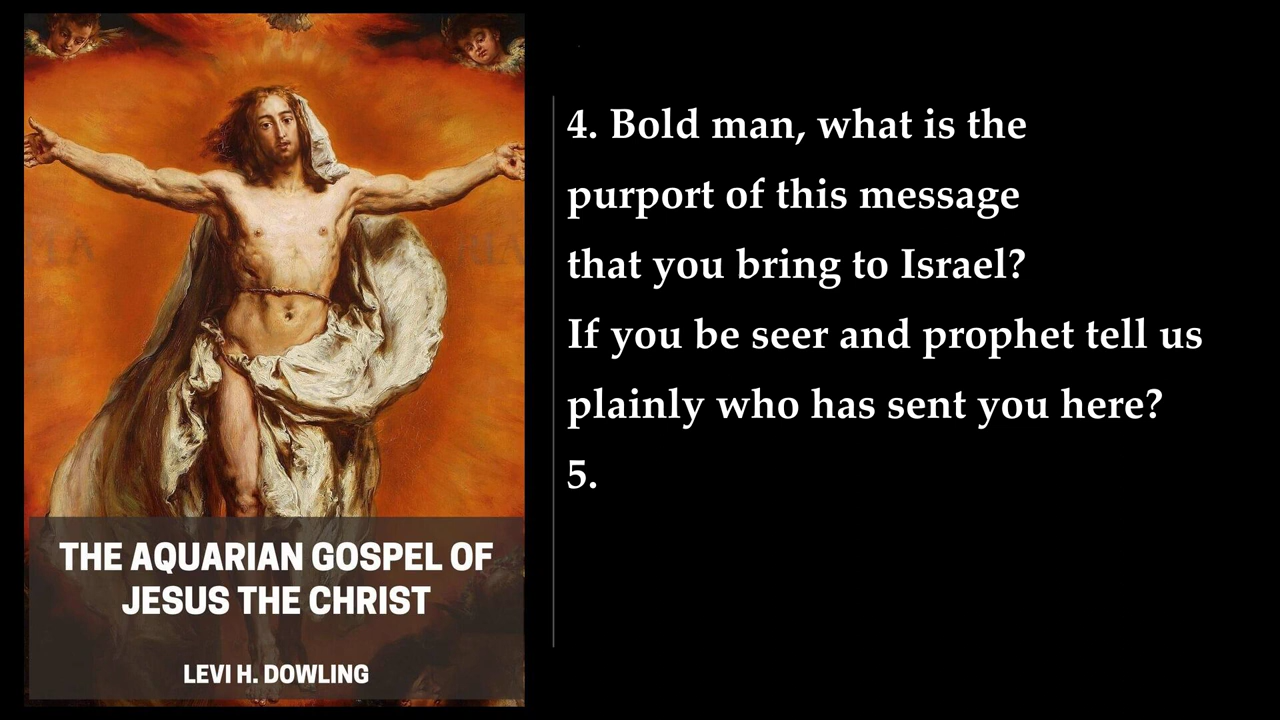 4. Bold man, what is the
purport of this message
that you bring to Israel?
If you be seer and prophet tell us
plainly who has sent you here?
5.
THE AQUARIAN GOSPEL OF
JESUS THE CHRIST
LEVI H. DOWLING